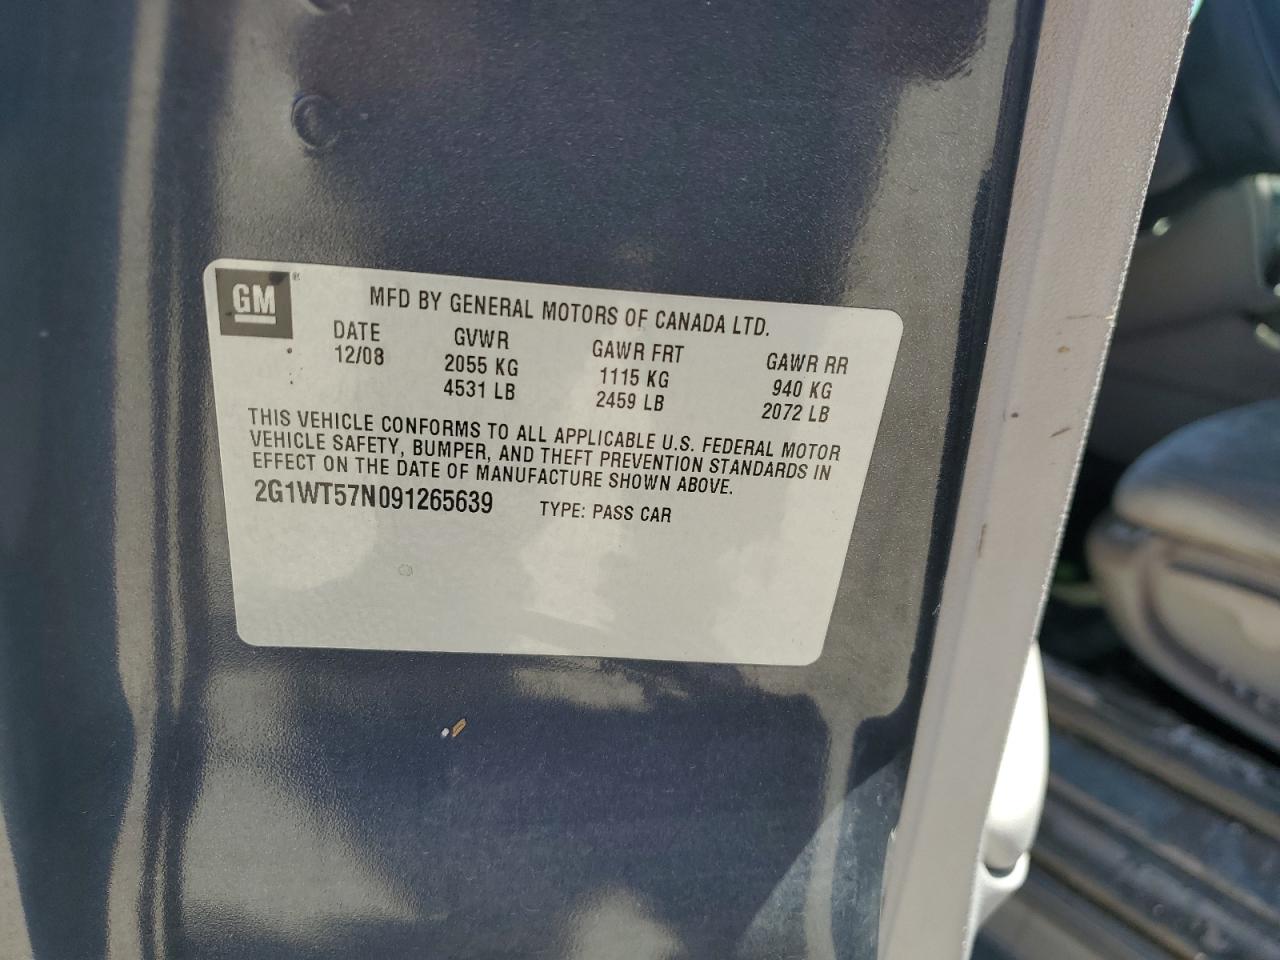 GM ®
MFD BY GENERAL MOTORS OF CANADA LTD.
DATE GVWR GAWR FRT GAWR RR
12/08 2055 KG 1115 KG 940 KG
4531 LB 2459 LB 2072 LB
THIS VEHICLE CONFORMS TO ALL APPLICABLE U.S. FEDERAL MOTOR
VEHICLE SAFETY, BUMPER, AND THEFT PREVENTION STANDARDS IN
EFFECT ON THE DATE OF MANUFACTURE SHOWN ABOVE.
2G1WT57N091265639 TYPE: PASS CAR